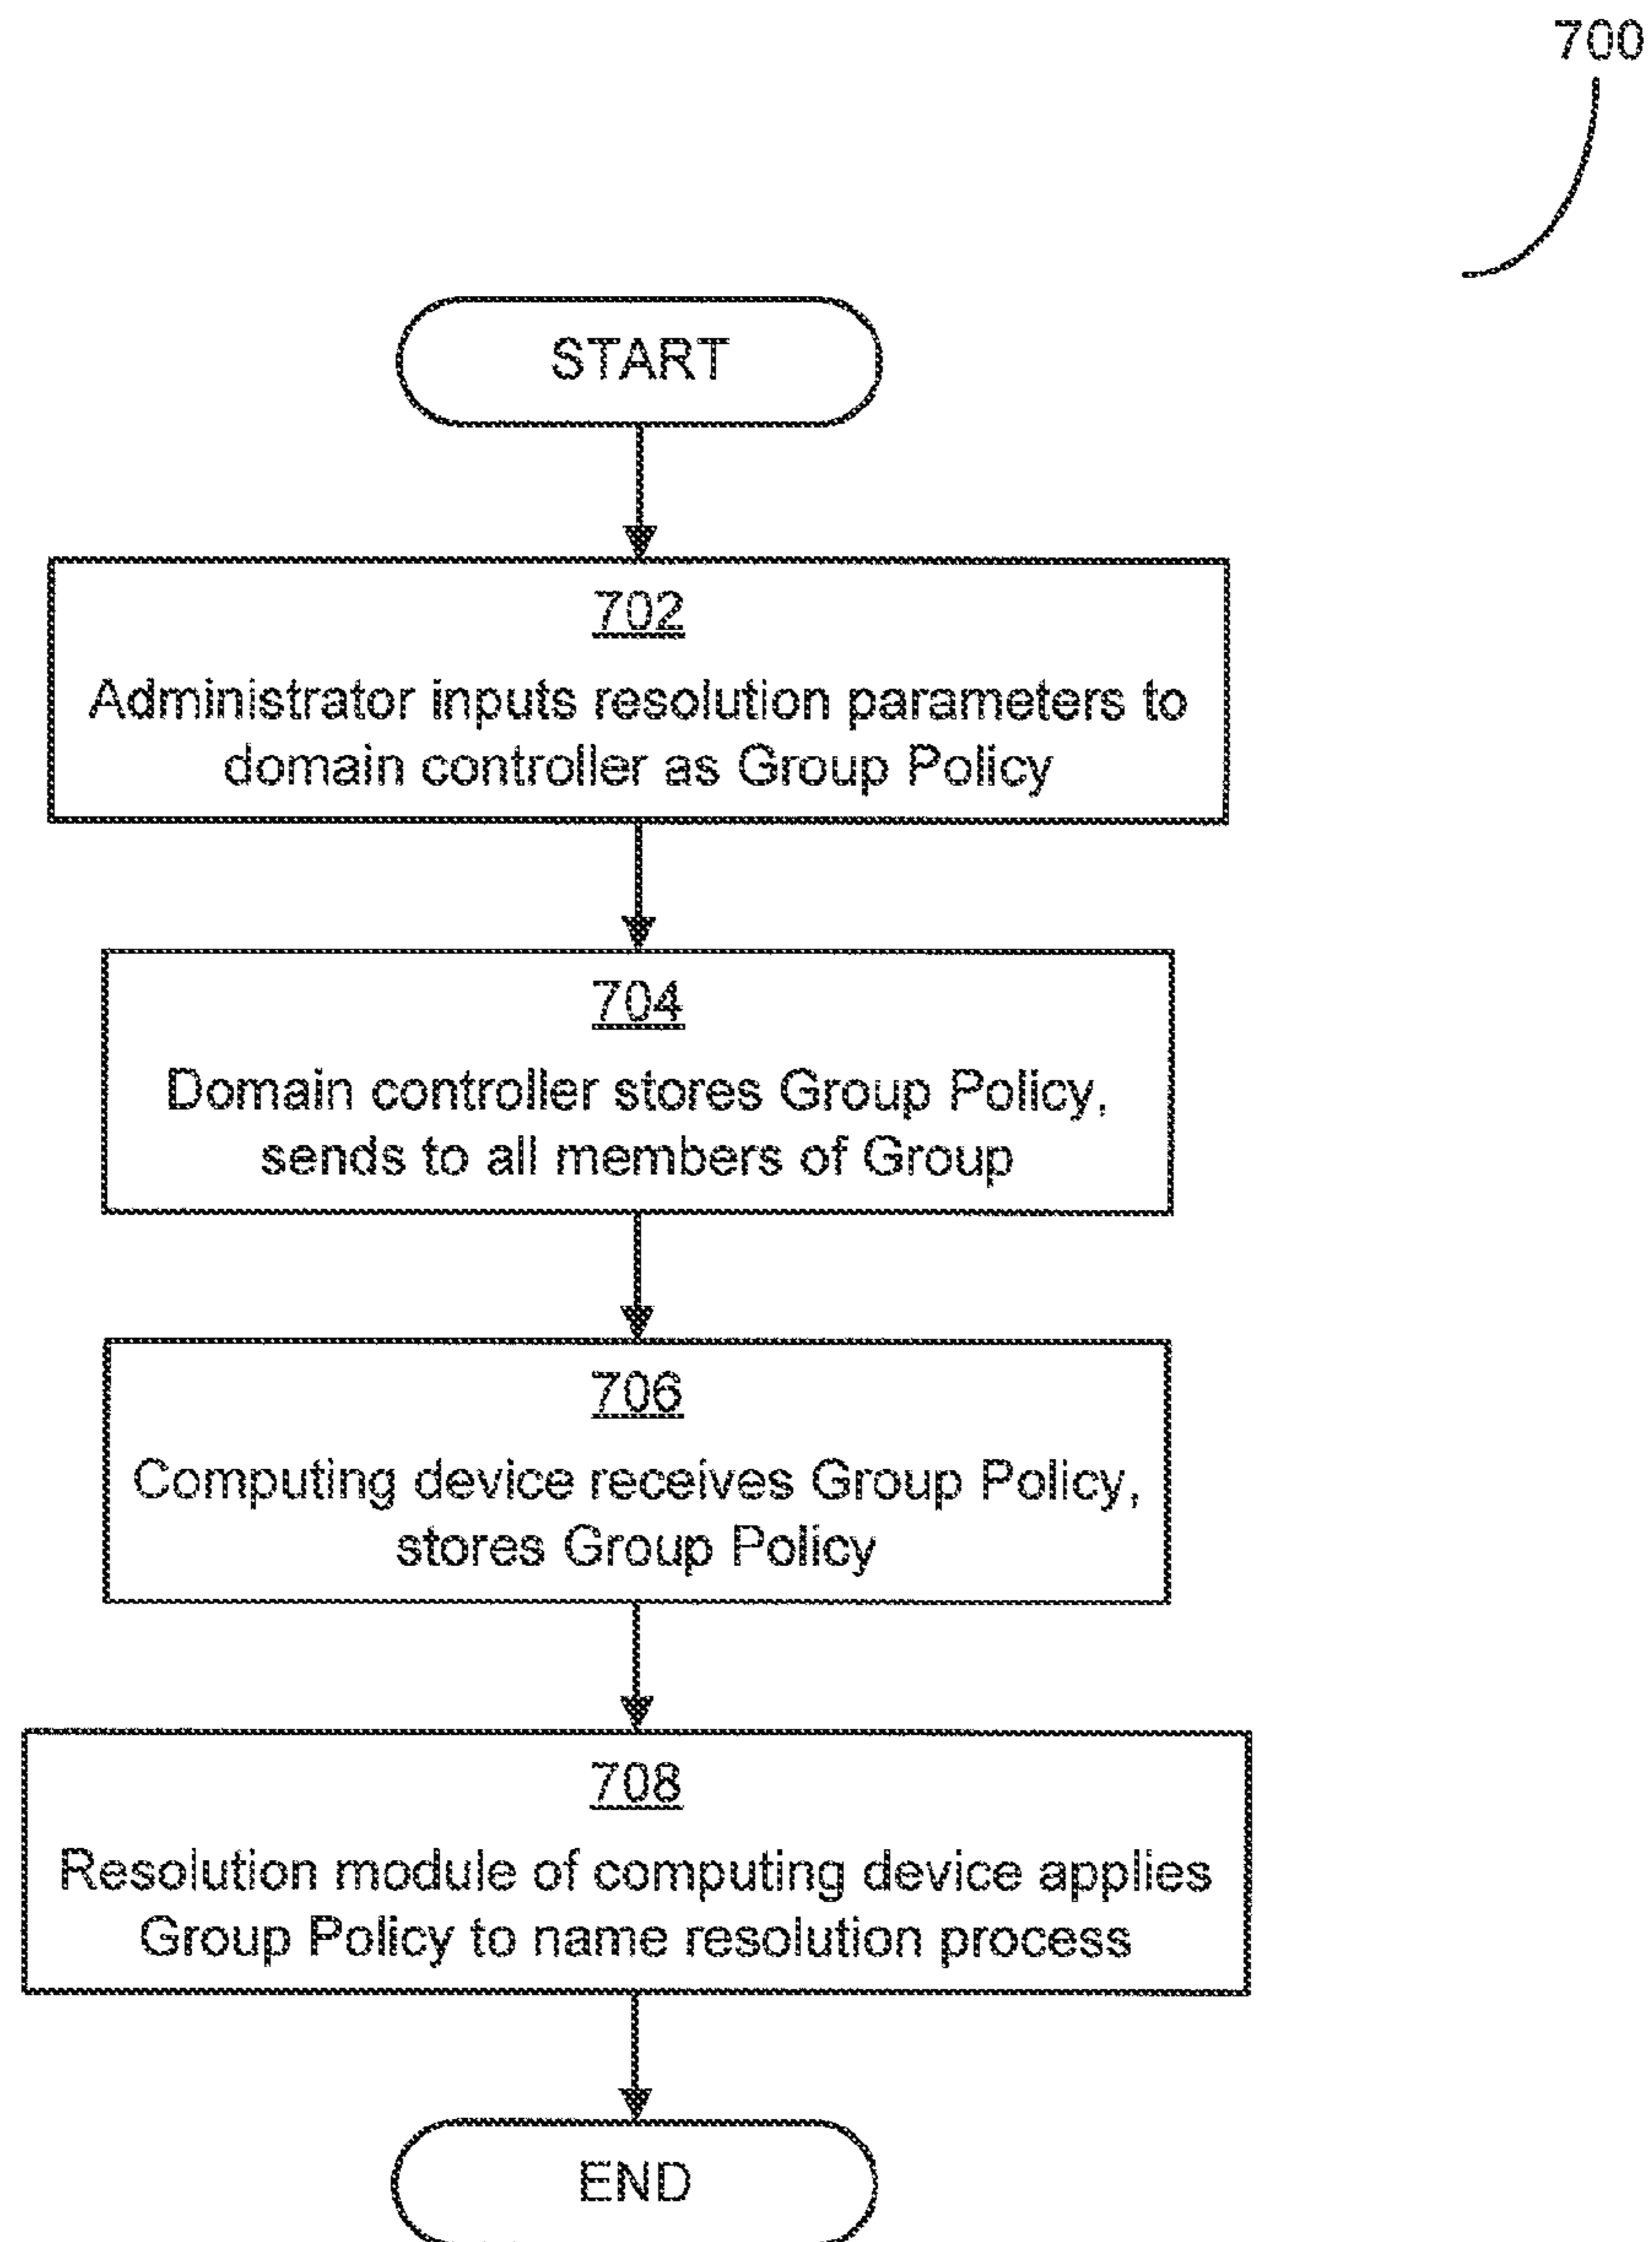 700
START
702
Administrator inputs resolution parameters to
domain controller as Group Policy
704
Domain controller stores Group Policy,
sends to all members of Group
706
Computing device receives Group Policy,
stores Group Policy
708
Resolution module of computing device applies
Group Policy to name resolution process
END